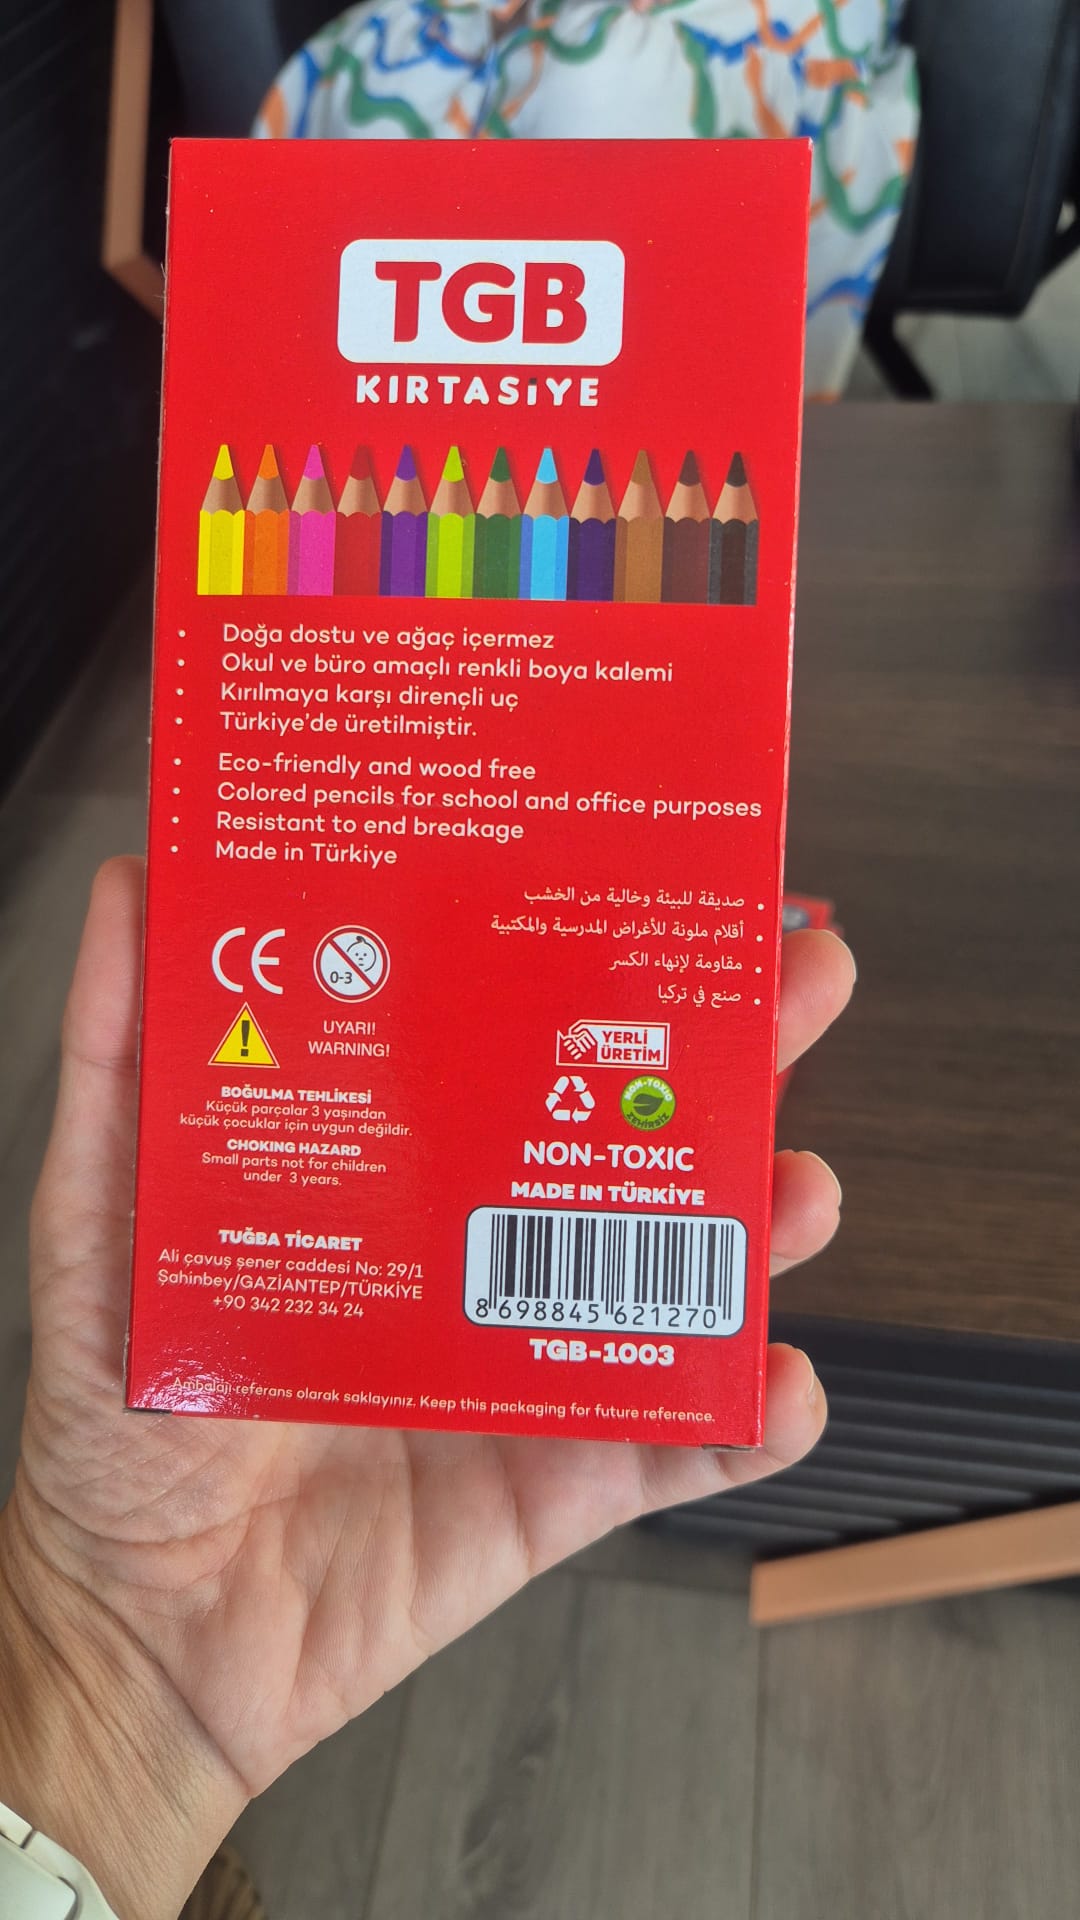 TGB
KIRTASİYE
• Doğa dostu ve ağaç içermez
• Okul ve büro amaçlı renkli boya kalemi
• Kırılmaya karşı dirençli uç
• Türkiye'de üretilmiştir.
• Eco-friendly and wood free
• Colored pencils for school and office purposes
• Resistant to end breakage
• Made in Türkiye
• صديقة للبيئة وخالية من الخشب
• أقلام ملونة للأغراض المدرسية والمكتبية
• مقاومة لإنهاء الكسر
• صنع في تركيا
CE
0-3
UYARI!
WARNING!
BOĞULMA TEHLİKESİ
Küçük parçalar 3 yaşından
küçük çocuklar için uygun değildir.
CHOKING HAZARD
Small parts not for children
under 3 years.
YERLİ
ÜRETİM
NON-TOXIC
ZEHİRSİZ
NON-TOXIC
MADE IN TÜRKİYE
TUĞBA TİCARET
Ali çavuş şener caddesi No: 29/1
Şahinbey/GAZİANTEP/TÜRKİYE
+90 342 232 34 24
8 698845 621270
TGB-1003
Ambalajı referans olarak saklayınız. Keep this packaging for future reference.